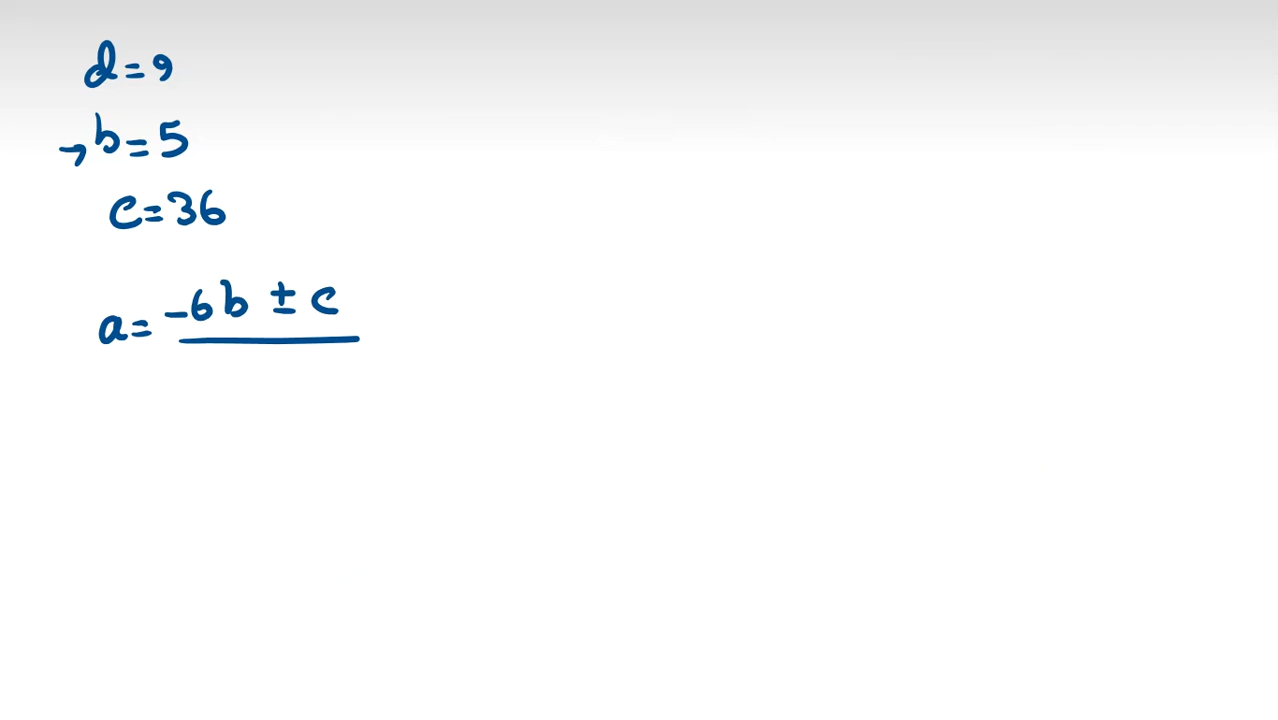 d=9
→b=5
c=36
a=-6b ± c